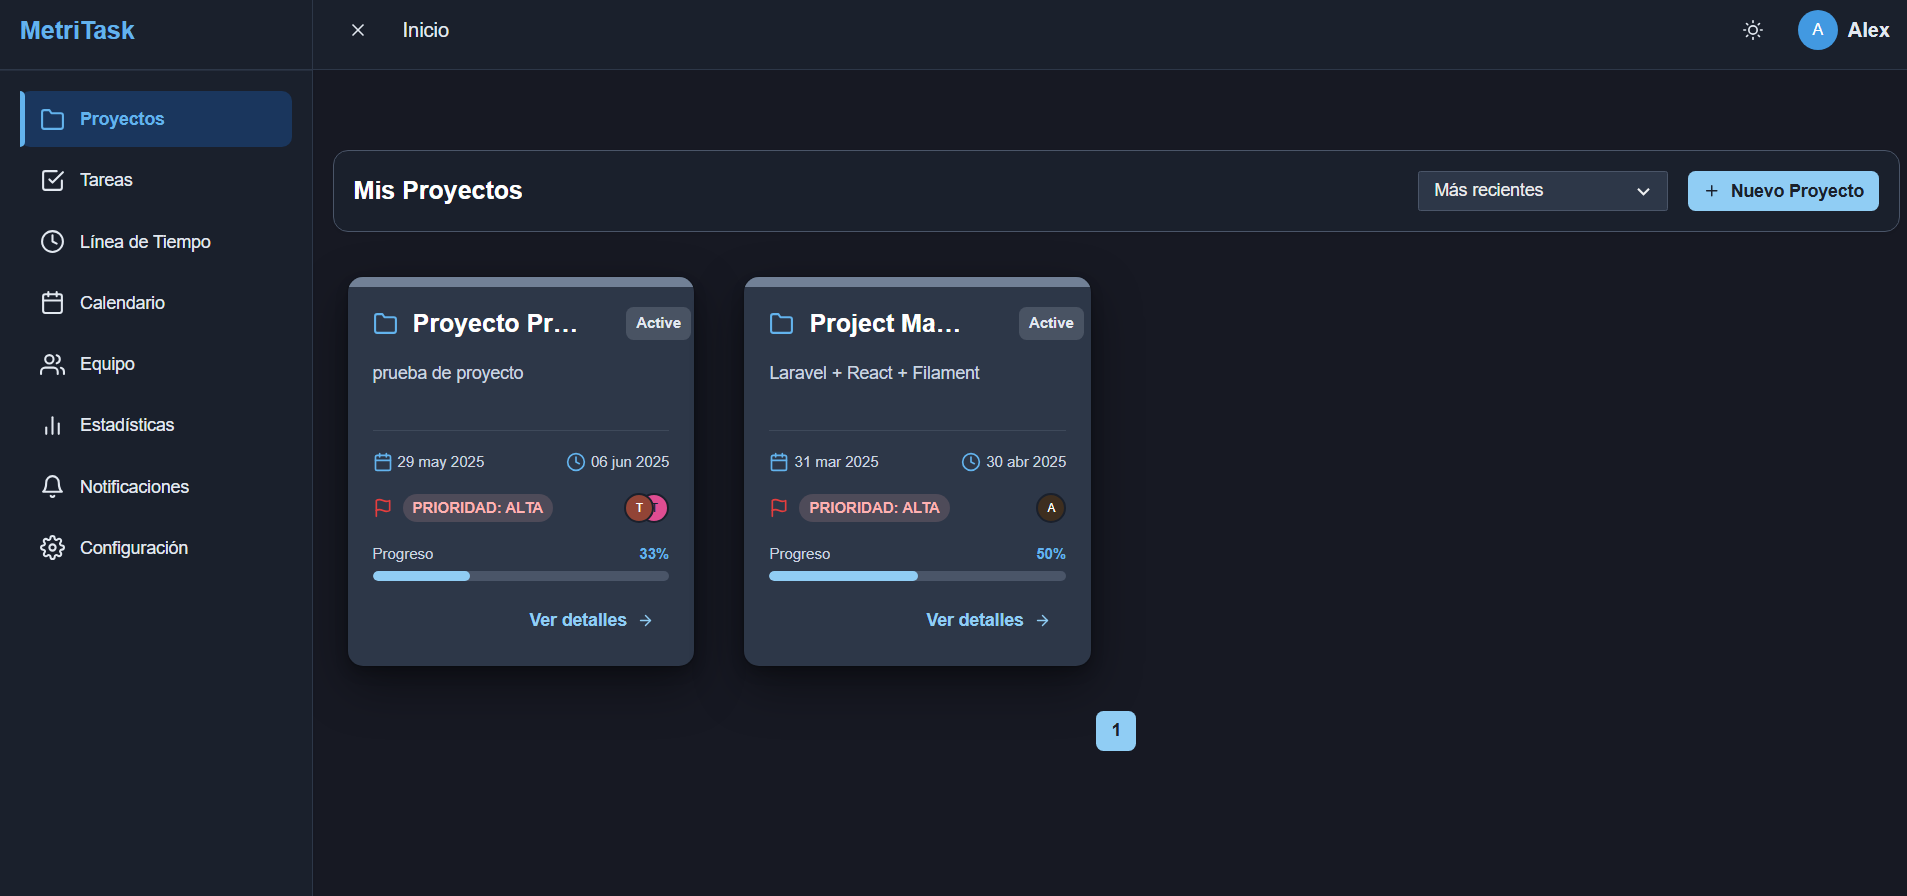 MetriTask
Inicio
A Alex
Proyectos
Tareas
Línea de Tiempo
Calendario
Equipo
Estadísticas
Notificaciones
Configuración
Mis Proyectos
Más recientes
+ Nuevo Proyecto
Proyecto Pr...
Active
prueba de proyecto
29 may 2025
06 jun 2025
PRIORIDAD: ALTA
T T
Progreso
33%
Ver detalles →
Project Ma...
Active
Laravel + React + Filament
31 mar 2025
30 abr 2025
PRIORIDAD: ALTA
A
Progreso
50%
Ver detalles →
1